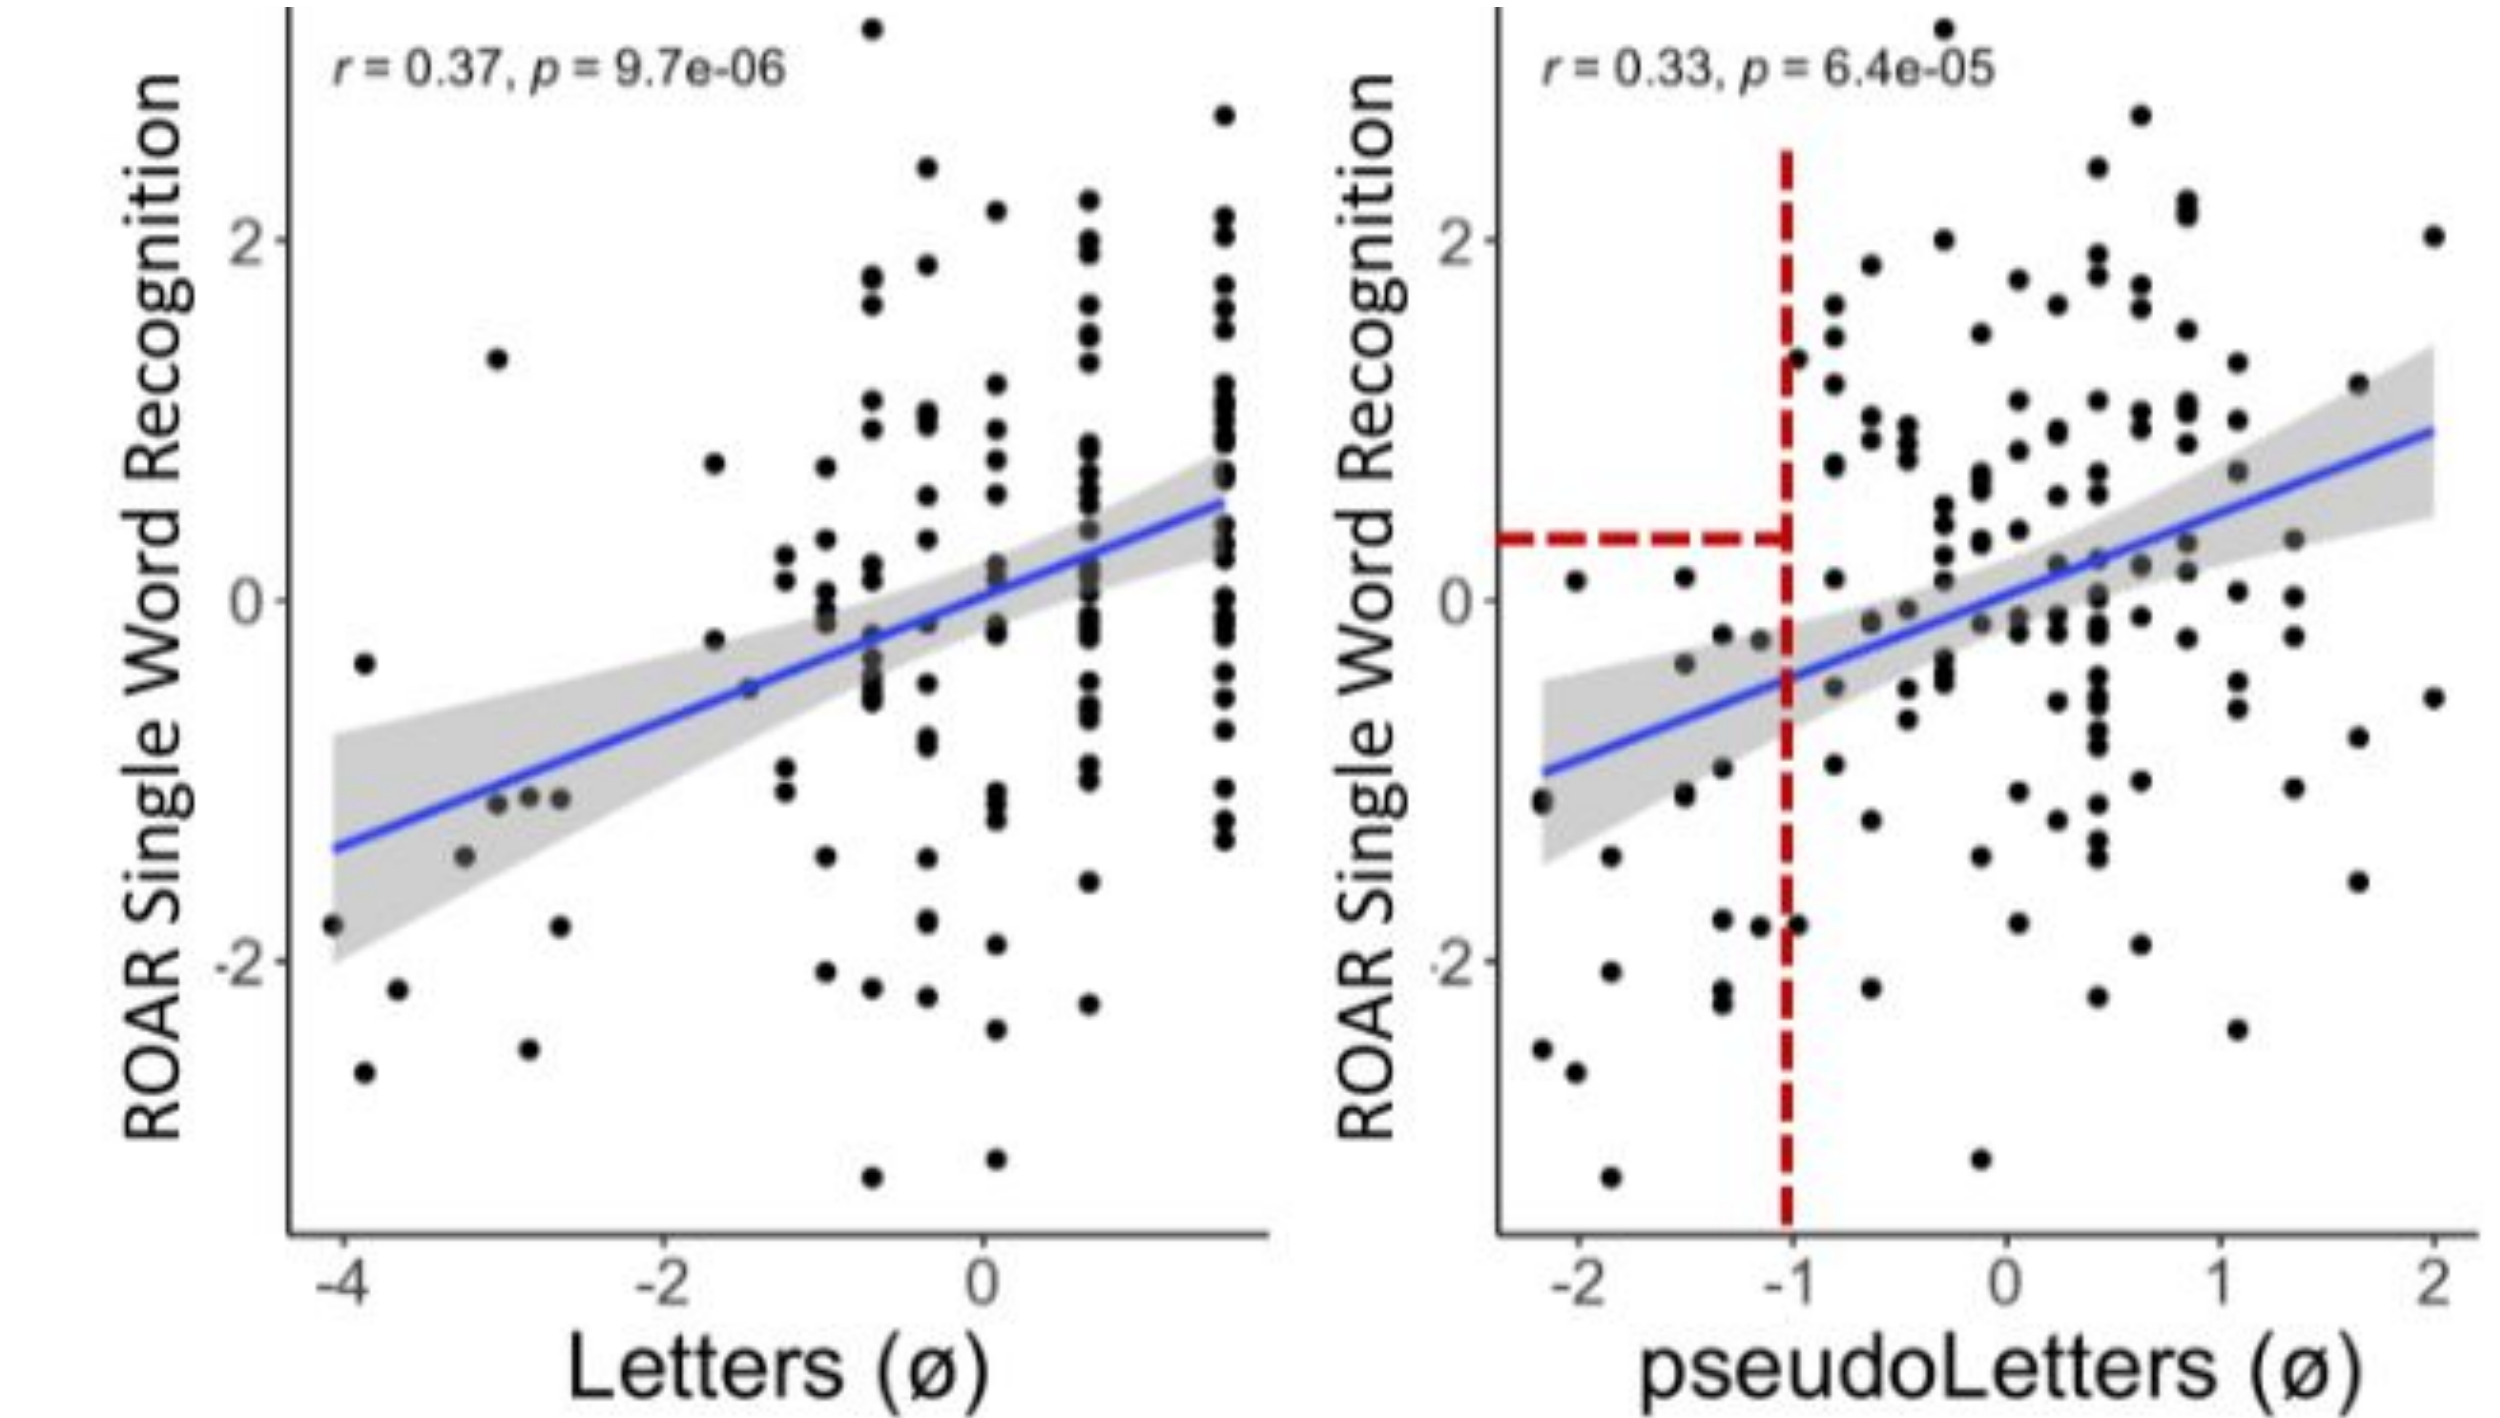 r = 0.37, p = 9.7e-06
ROAR Single Word Recognition
2
0
-2
-4 -2 0
Letters (ø)
r = 0.33, p = 6.4e-05
ROAR Single Word Recognition
2
0
-2
-2 -1 0 1 2
pseudoLetters (ø)